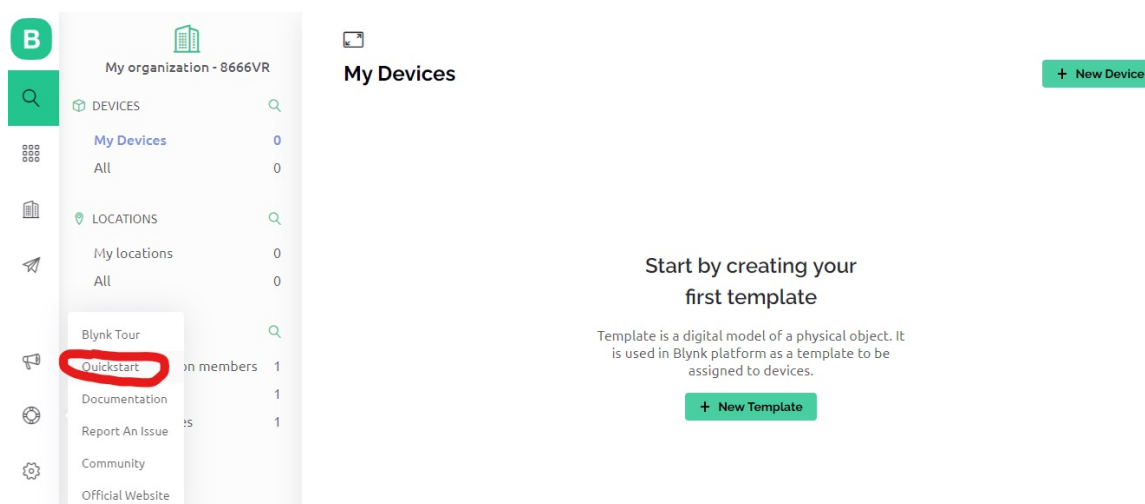 B
My organization - 8666VR
DEVICES
My Devices 0
All 0
LOCATIONS
My locations 0
All 0
Blynk Tour
Quickstart
on members 1
Documentation
1
Report An Issue
es 1
Community
Official Website
My Devices
+ New Device
Start by creating your
first template
Template is a digital model of a physical object. It
is used in Blynk platform as a template to be
assigned to devices.
+ New Template